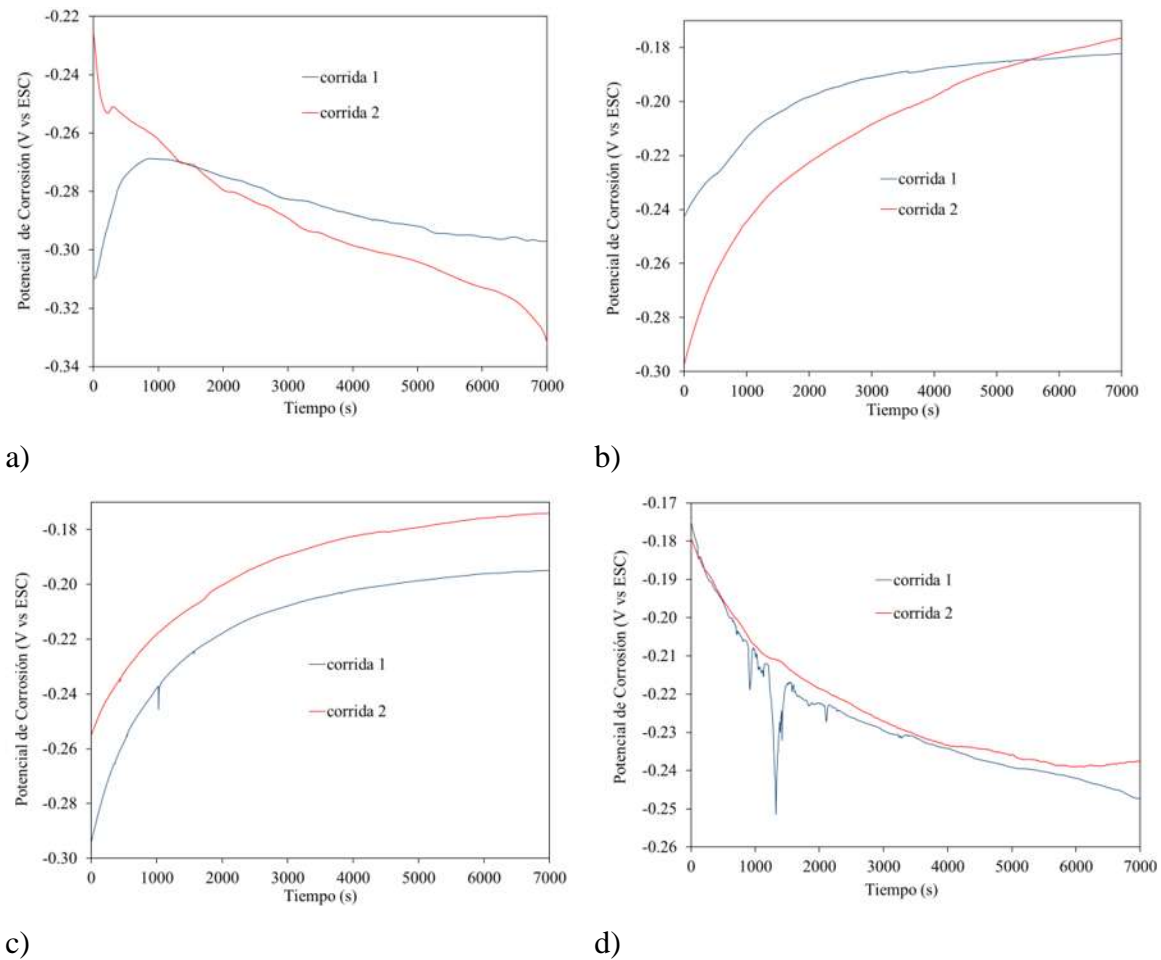 -0.22
-0.24
-0.26
-0.28
-0.30
-0.32
-0.34
Potencial de Corrosión (V vs ESC)
corrida 1
corrida 2
0 1000 2000 3000 4000 5000 6000 7000
Tiempo (s)
a)
-0.18
-0.20
-0.22
-0.24
-0.26
-0.28
-0.30
Potencial de Corrosión (V vs ESC)
corrida 1
corrida 2
0 1000 2000 3000 4000 5000 6000 7000
Tiempo (s)
b)
-0.18
-0.20
-0.22
-0.24
-0.26
-0.28
-0.30
Potencial de Corrosión (V vs ESC)
corrida 1
corrida 2
0 1000 2000 3000 4000 5000 6000 7000
Tiempo (s)
c)
-0.17
-0.18
-0.19
-0.20
-0.21
-0.22
-0.23
-0.24
-0.25
-0.26
Potencial de Corrosión (V vs ESC)
corrida 1
corrida 2
0 1000 2000 3000 4000 5000 6000 7000
Tiempo (s)
d)